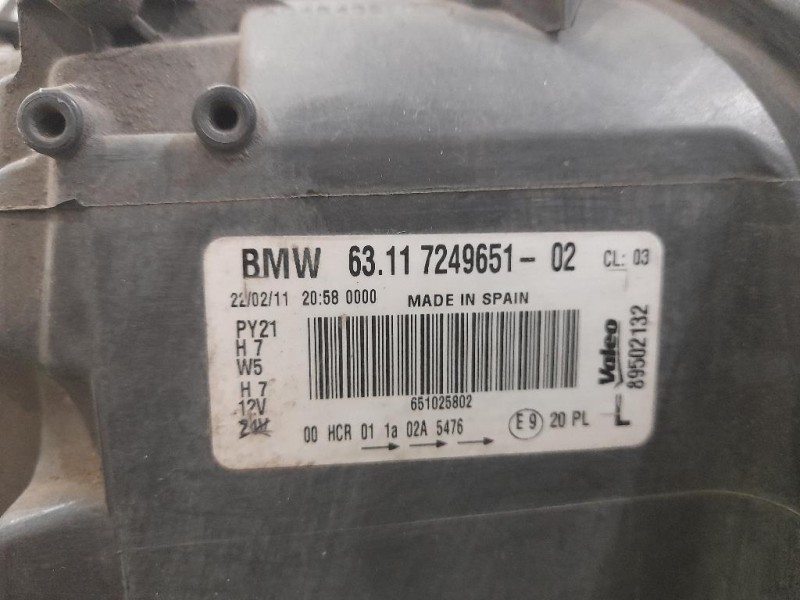 BMW 63.11 7249651-02 CL: 03
22/02/11 20:58 0000 MADE IN SPAIN
PY21
H 7
W5
H 7
12V
24V
651025802
00 HCR 01 1a 02A 5476
E9 20 PL
Valeo
89502132
L